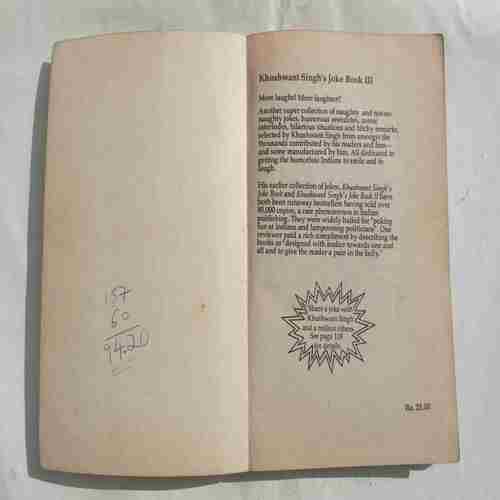 157
60
94.20
Khushwant Singh's Joke Book III
More laughs! More laughter!!
Another super collection of naughty and not-so-
naughty jokes, humorous anecdotes, comic
interludes, hilarious situations and bitchy remarks,
selected by Khushwant Singh from amongst the
thousands contributed by his readers and fans—
and some manufactured by him. All dedicated to
getting the humorless Indians to smile and to
laugh.
His earlier collection of jokes, Khushwant Singh's
Joke Book and Khushwant Singh's Joke Book II have
both been runaway bestsellers having sold over
80,000 copies, a rare phenomenon in Indian
publishing. They were widely hailed for "poking
fun at Indians and lampooning politicians". One
reviewer paid a rich compliment by describing the
books as "designed with malice towards one and
all and to give the reader a pain in the belly."
Share a joke with
Khushwant Singh
and a million others.
See page 118
for details.
Rs. 25.00